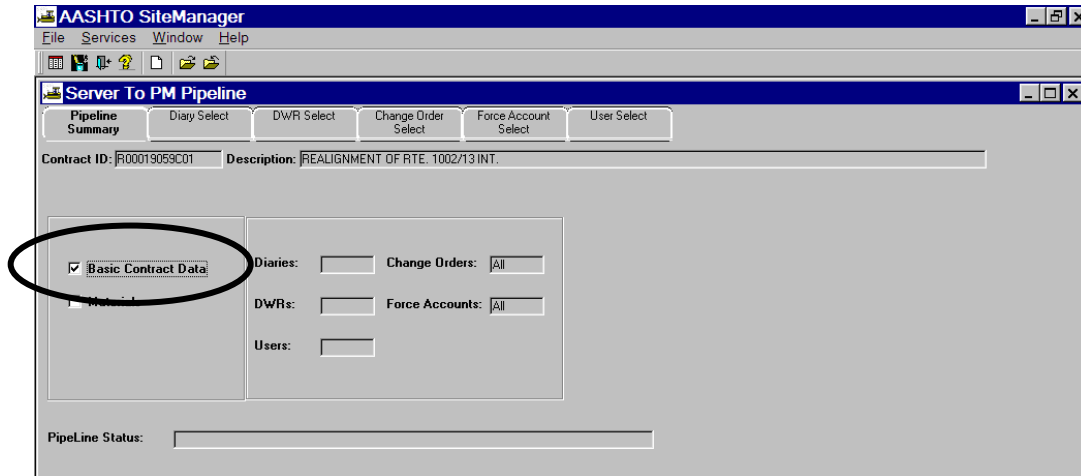 AASHTO SiteManager
File Services Window Help
Server To PM Pipeline
Pipeline Summary
Diary Select
DWR Select
Change Order Select
Force Account Select
User Select
Contract ID: R00019059C01 Description: REALIGNMENT OF RTE. 1002/13 INT.
Basic Contract Data Diaries: Change Orders: All
Materials DWRs: Force Accounts: All
Users:
PipeLine Status: